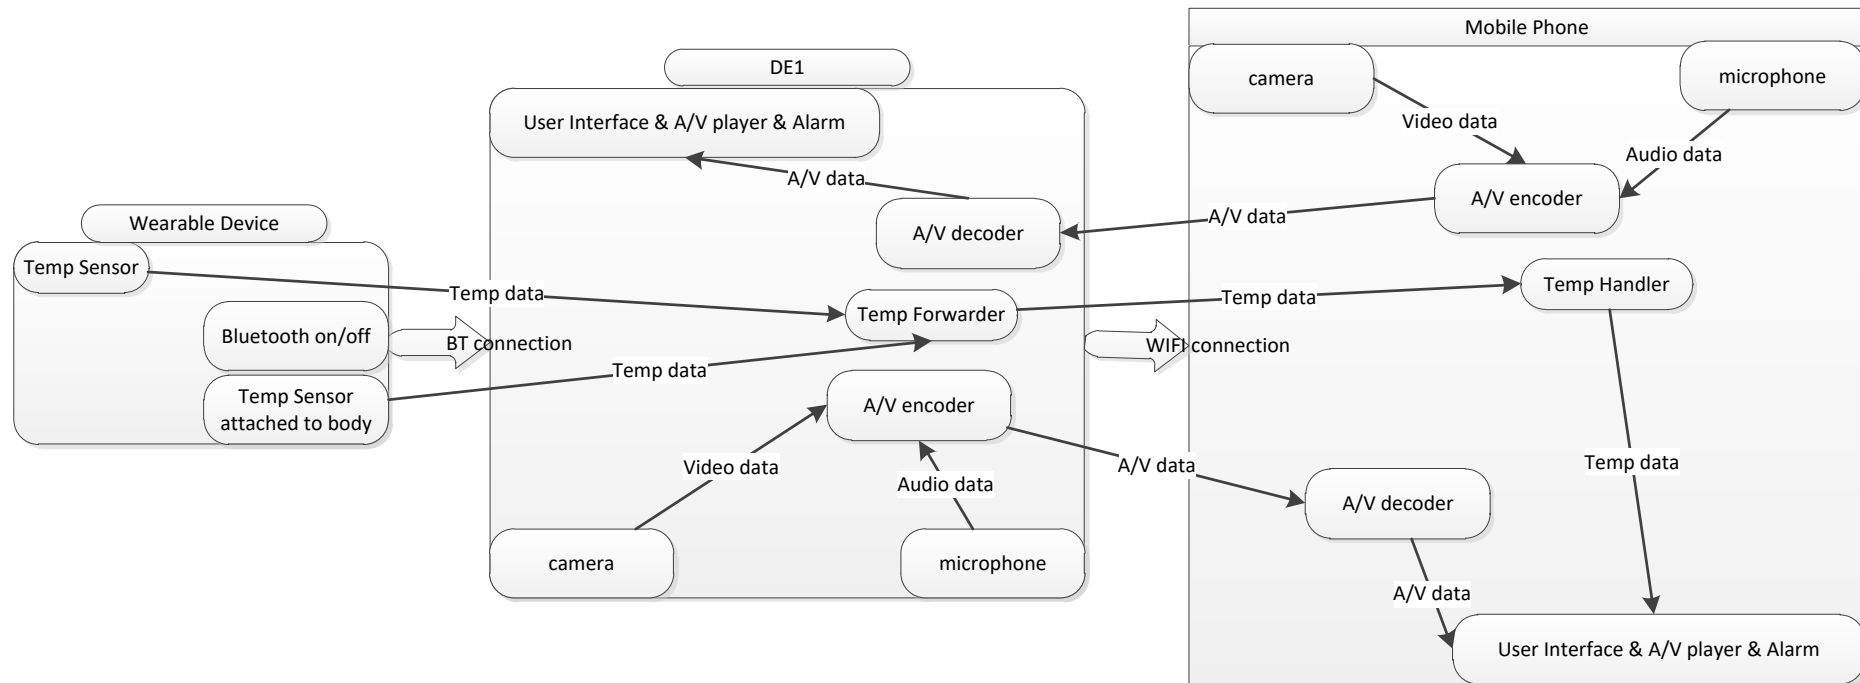 Mobile Phone
DE1
camera
microphone
User Interface & A/V player & Alarm
Video data
Audio data
A/V data
A/V encoder
A/V data
Wearable Device
A/V decoder
Temp Sensor
Temp data
Temp Forwarder
Temp data
Temp Handler
Bluetooth on/off
BT connection
WIFI connection
Temp data
Temp Sensor
attached to body
A/V encoder
Video data
Audio data
A/V data
Temp data
A/V decoder
camera
microphone
A/V data
User Interface & A/V player & Alarm